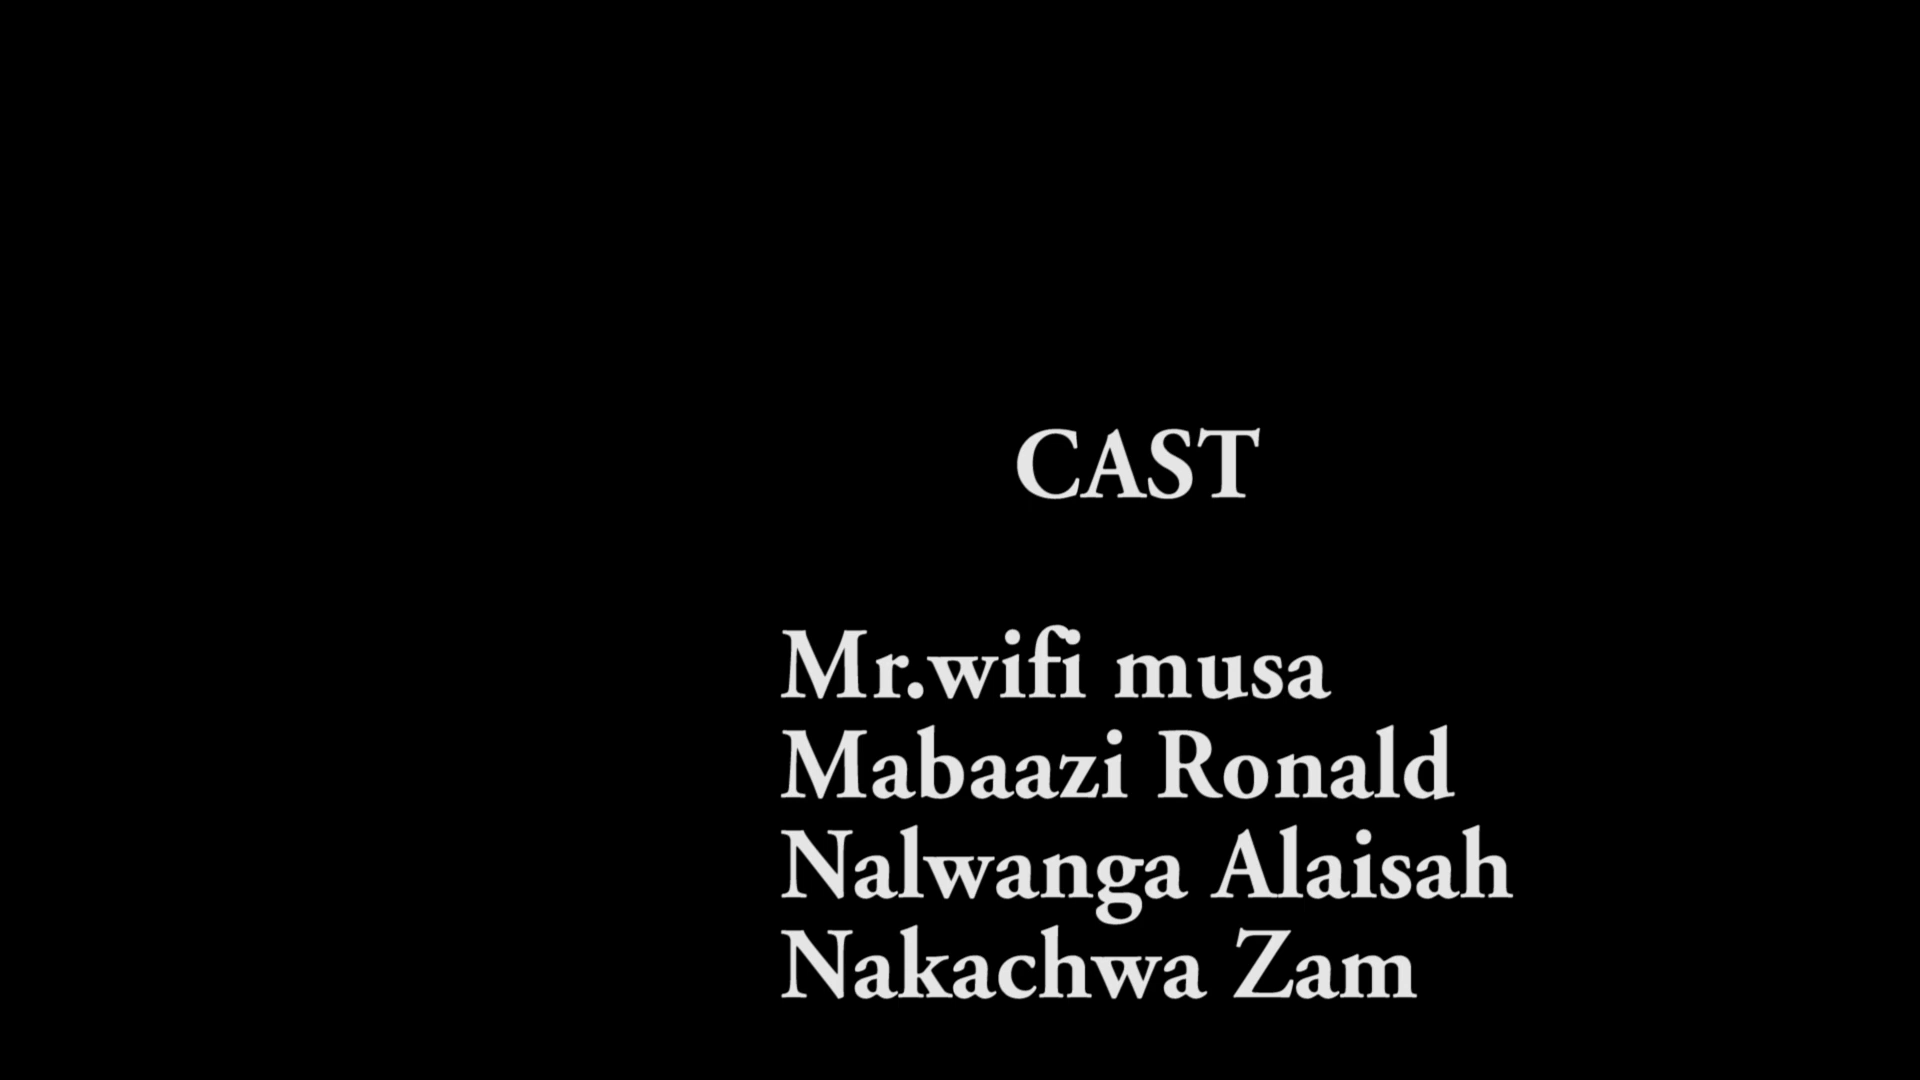 CAST
Mr.wifi musa
Mabaazi Ronald
Nalwanga Alaisah
Nakachwa Zam